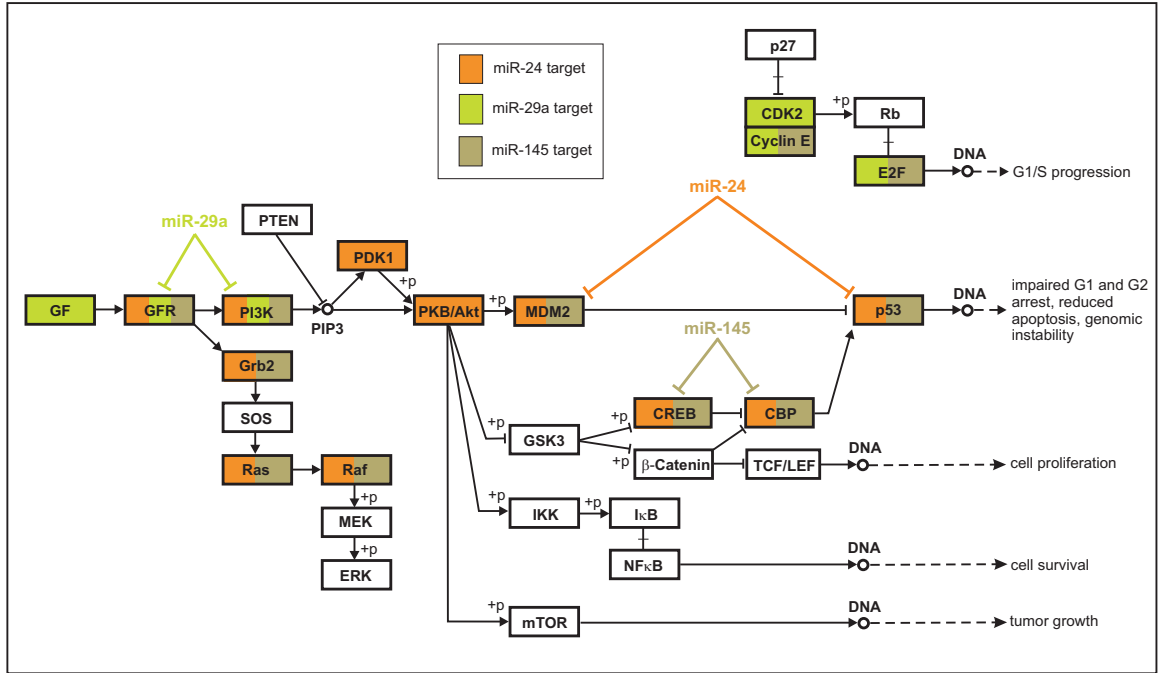 p27
miR-24 target
miR-29a target
miR-145 target
CDK2
+p
Rb
Cyclin E
E2F
DNA
G1/S progression
miR-24
miR-29a
PTEN
PDK1
+p
GF
GFR
PI3K
PIP3
PKB/Akt
+p
MDM2
p53
DNA
impaired G1 and G2
arrest, reduced
apoptosis, genomic
instability
miR-145
Grb2
SOS
Ras
Raf
+p
MEK
+p
ERK
+p
GSK3
+p
+p
CREB
CBP
β-Catenin
TCF/LEF
DNA
cell proliferation
+p
IKK
+p
IκB
NFκB
DNA
cell survival
+p
mTOR
DNA
tumor growth